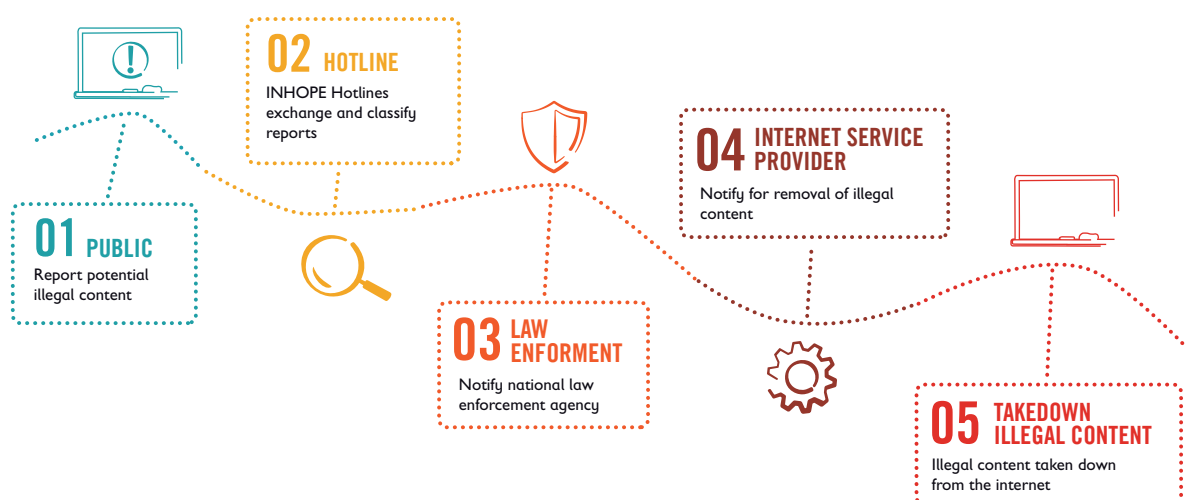 01 PUBLIC
Report potential
illegal content
02 HOTLINE
INHOPE Hotlines
exchange and classify
reports
03 LAW
ENFORMENT
Notify national law
enforcement agency
04 INTERNET SERVICE
PROVIDER
Notify for removal of illegal
content
05 TAKEDOWN
ILLEGAL CONTENT
Illegal content taken down
from the internet